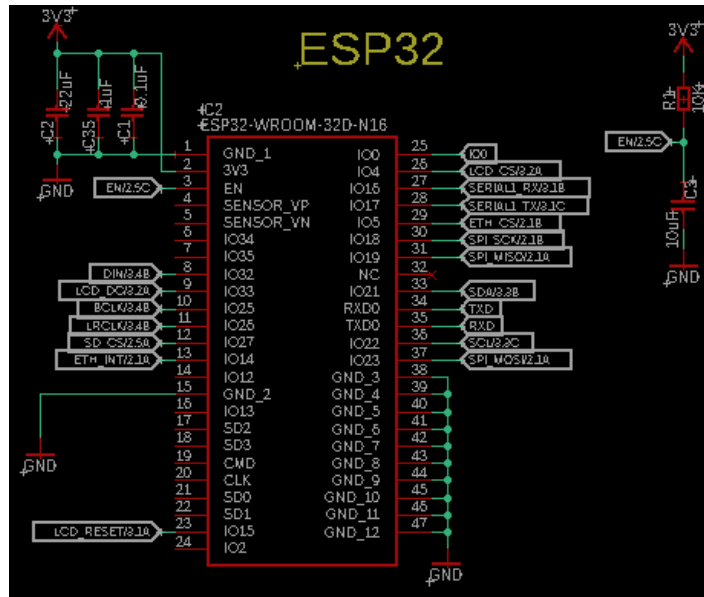 3V3
ESP32
3V3
22uF
1uF
0.1uF
C2
C35
C1
IC2
ESP32-WROOM-32D-N16
R1
10K
GND
EN/2.5C
EN/2.5C
C3
10uF
GND
1 GND_1 IO0 25 IO0
2 3V3 IO4 26 LCD_CS/3.2A
3 EN IO16 27 SERIAL1_RX/3.1B
4 SENSOR_VP IO17 28 SERIAL1_TX/3.1C
5 SENSOR_VN IO5 29 ETH_CS/2.1B
6 IO34 IO18 30 SPI_SCK/2.1B
7 IO35 IO19 31 SPI_MISO/2.1A
DIN/3.4B 8 IO32 NC 32
LCD_DC/3.2A 9 IO33 IO21 33 SDA/3.3B
BCLK/3.4B 10 IO25 RXD0 34 TXD
LRCLK/3.4B 11 IO26 TXD0 35 RXD
SD_CS/2.5A 12 IO27 IO22 36 SCL/3.3C
ETH_INT/2.1A 13 IO14 IO23 37 SPI_MOSI/2.1A
14 IO12 GND_3 38
15 GND_2 GND_4 39
16 IO13 GND_5 40
17 SD2 GND_6 41
18 SD3 GND_7 42
19 CMD GND_8 43
20 CLK GND_9 44
21 SD0 GND_10 45
22 SD1 GND_11 46
LCD_RESET/3.1A 23 IO15 GND_12 47
24 IO2
GND
GND